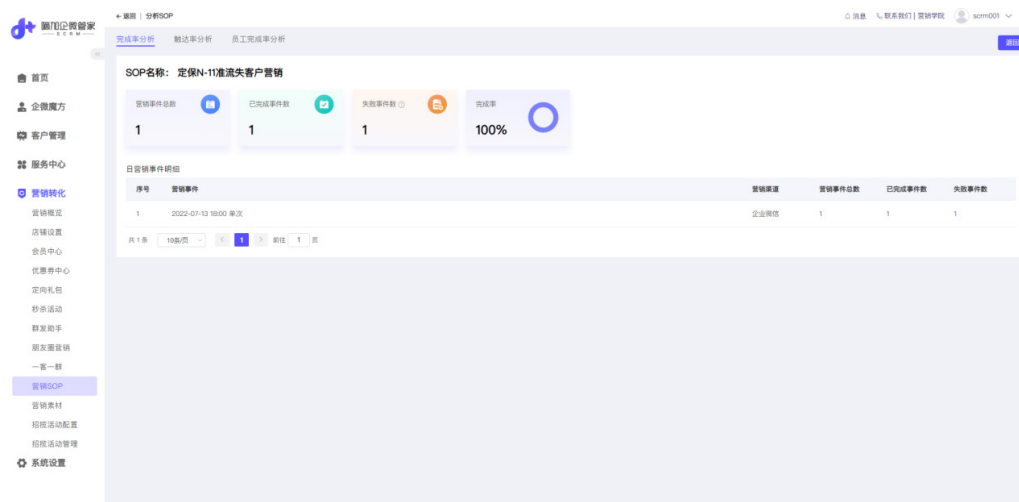 嗨加企微管家
SCRM
返回 | 分析SOP
消息 联系我们 | 营销学院 scrm001
完成率分析 触达率分析 员工完成率分析
返回
首页
企微魔方
客户管理
服务中心
营销转化
营销概览
店铺设置
会员中心
优惠券中心
定向礼包
秒杀活动
群发助手
朋友圈营销
一客一群
营销SOP
营销素材
招揽活动配置
招揽活动管理
系统设置
SOP名称: 定保N-11准流失客户营销
营销事件总数 已完成事件数 失败事件数 完成率
1 1 1 100%
日营销事件明细
序号 营销事件 营销渠道 营销事件总数 已完成事件数 失败事件数
1 2022-07-13 18:00 单次 企业微信 1 1 1
共 1 条 10条/页 < 1 > 前往 1 页